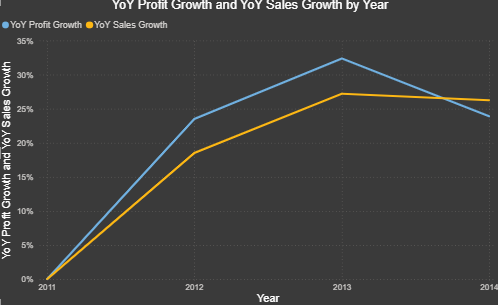 YoY Profit Growth and YoY Sales Growth by Year
YoY Profit Growth YoY Sales Growth
YoY Profit Growth and YoY Sales Growth
35%
30%
25%
20%
15%
10%
5%
0%
2011 2012 2013 2014
Year